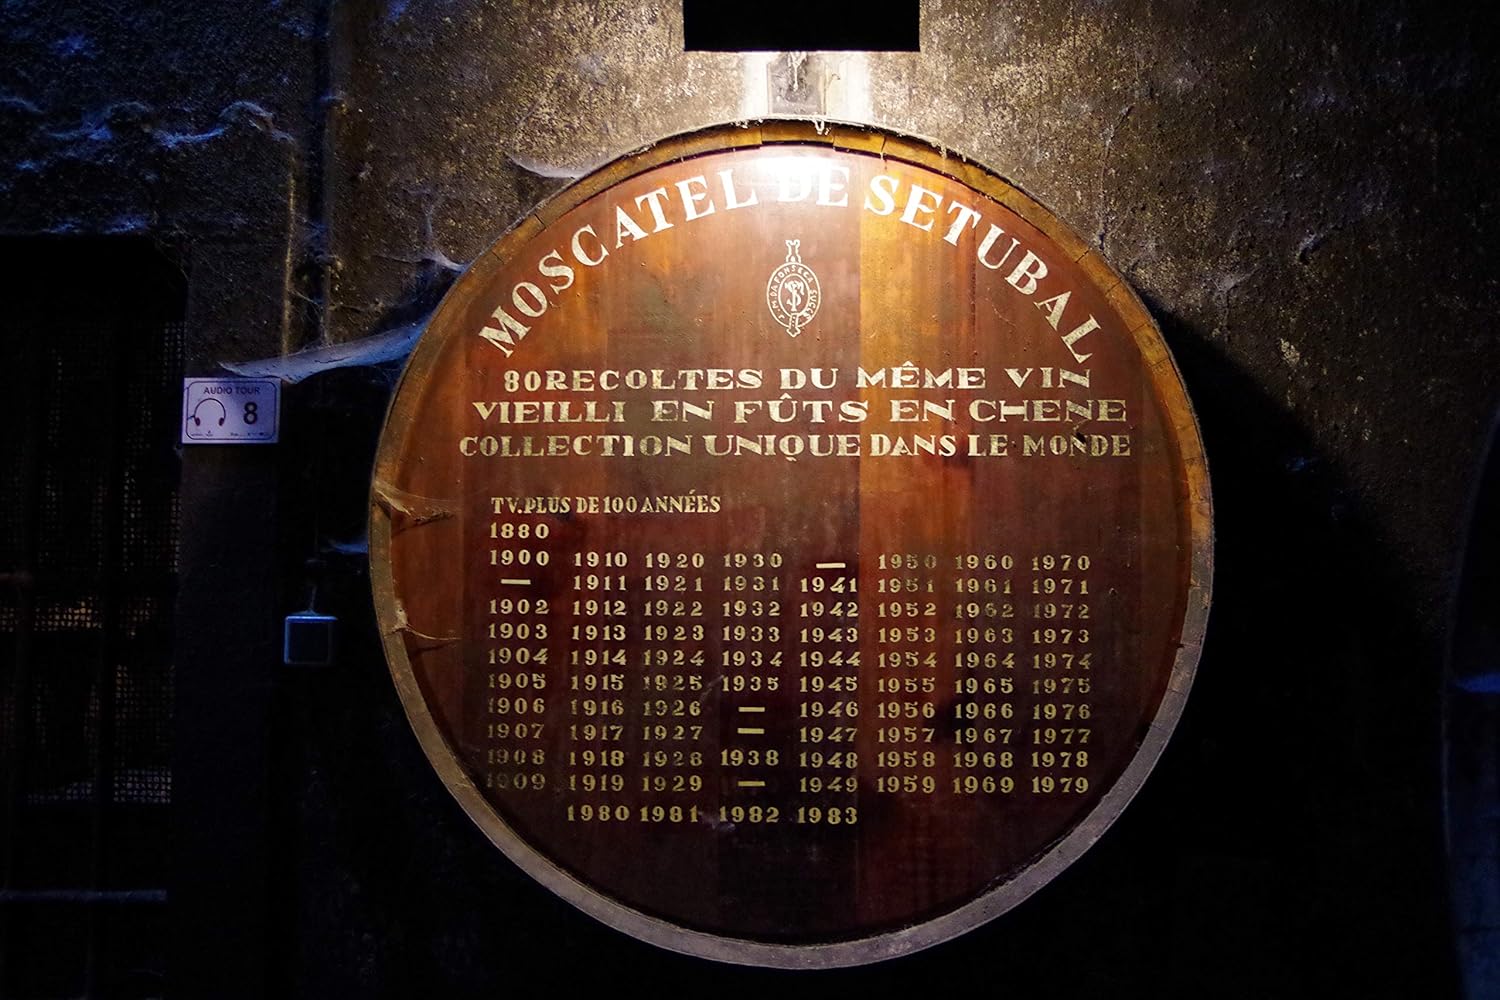 MOSCATEL DE SETUBAL
J. M. DA FONSECA SUCCS
80 RECOLTES DU MÊME VIN
VIEILLI EN FÛTS EN CHENE
COLLECTION UNIQUE DANS LE MONDE
TV. PLUS DE 100 ANNÉES
1880
1900 1910 1920 1930 — 1950 1960 1970
— 1911 1921 1931 1941 1951 1961 1971
1902 1912 1922 1932 1942 1952 1962 1972
1903 1913 1923 1933 1943 1953 1963 1973
1904 1914 1924 1934 1944 1954 1964 1974
1905 1915 1925 1935 1945 1955 1965 1975
1906 1916 1926 — 1946 1956 1966 1976
1907 1917 1927 — 1947 1957 1967 1977
1908 1918 1928 1938 1948 1958 1968 1978
1909 1919 1929 — 1949 1959 1969 1979
1980 1981 1982 1983
AUDIO TOUR
8